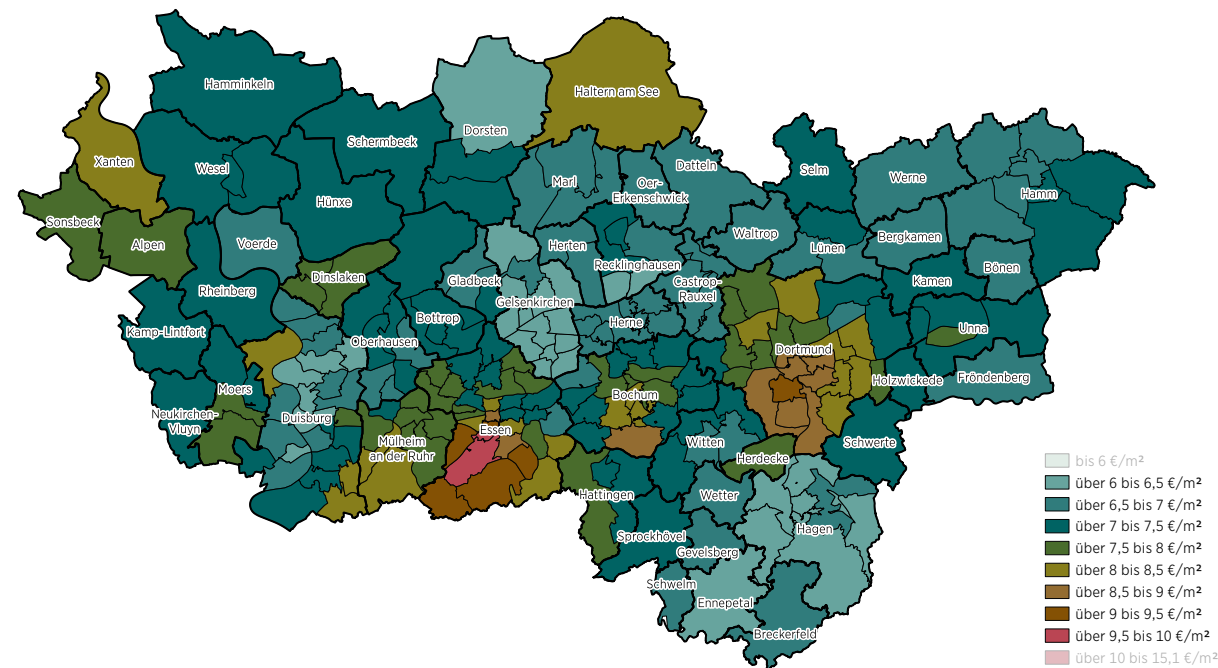 Hamminkeln
Haltern am See
Dorsten
Schermbeck
Xanten
Wesel
Datteln
Selm
Werne
Marl
Oer-
Erkenschwick
Hamm
Hünxe
Sonsbeck
Alpen
Voerde
Waltrop
Bergkamen
Herten
Lünen
Recklinghausen
Bönen
Dinslaken
Gladbeck
Castrop-
Rauxel
Kamen
Rheinberg
Gelsenkirchen
Bottrop
Herne
Kamp-Lintfort
Unna
Oberhausen
Dortmund
Moers
Holzwickede
Fröndenberg
Bochum
Neukirchen-
Vluyn
Duisburg
Essen
Mülheim
an der Ruhr
Witten
Schwerte
Herdecke
Hattingen
Wetter
Hagen
Sprockhövel
Gevelsberg
Schwelm
Ennepetal
Breckerfeld
bis 6 €/m²
über 6 bis 6,5 €/m²
über 6,5 bis 7 €/m²
über 7 bis 7,5 €/m²
über 7,5 bis 8 €/m²
über 8 bis 8,5 €/m²
über 8,5 bis 9 €/m²
über 9 bis 9,5 €/m²
über 9,5 bis 10 €/m²
über 10 bis 15,1 €/m²